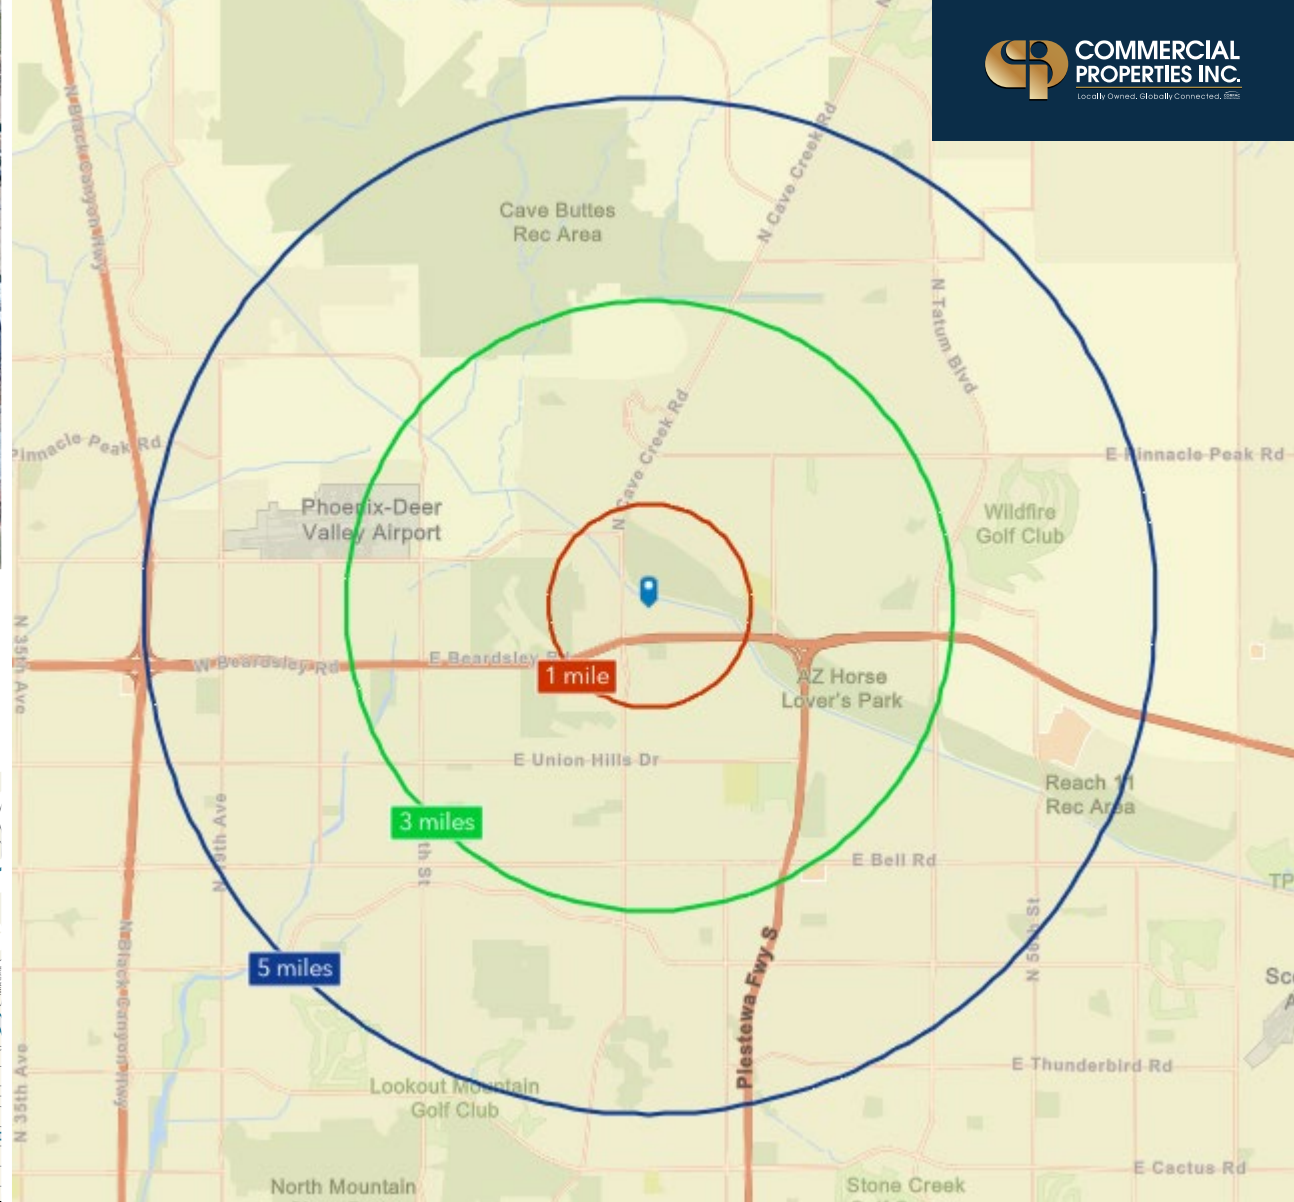 COMMERCIAL
PROPERTIES INC.
Locally Owned. Globally Connected.
N Black Canyon Hwy
N Cave Creek Rd
Cave Buttes
Rec Area
N Tatum Blvd
Pinnacle Peak Rd
N Cave Creek Rd
E Pinnacle Peak Rd
Phoenix-Deer
Valley Airport
Wildfire
Golf Club
N 35th Ave
W Beardsley Rd
E Beardsley Rd
1 mile
AZ Horse
Lover's Park
E Union Hills Dr
Reach 11
Rec Area
3 miles
N 19th Ave
th St
E Bell Rd
TP
N Black Canyon Hwy
5 miles
Piestewa Fwy S
N 56th St
Sco
A
N 35th Ave
E Thunderbird Rd
Lookout Mountain
Golf Club
North Mountain
Stone Creek
E Cactus Rd